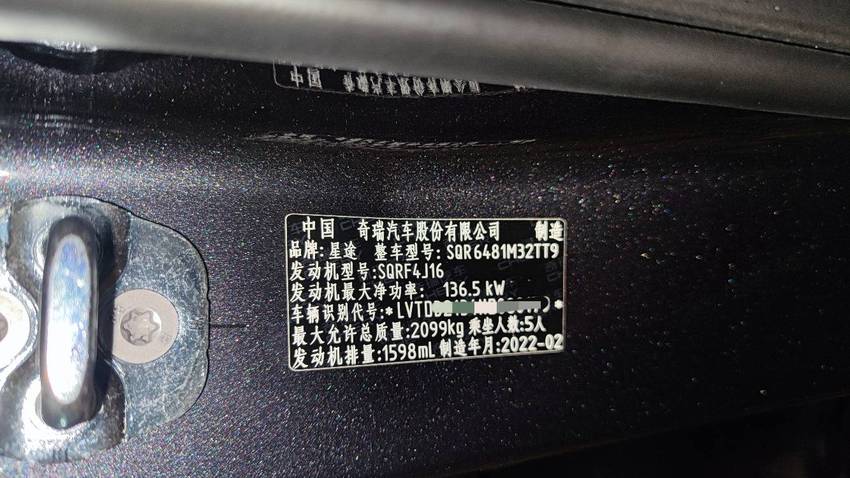 中国 奇瑞汽车股份有限公司 制造
品牌:星途 整车型号:SQR6481M32TT9
发动机型号:SQRF4J16
发动机最大净功率: 136.5 kW
车辆识别代号:*LVTD
最大允许总质量:2099kg 乘坐人数:5人
发动机排量:1598mL 制造年月:2022-02